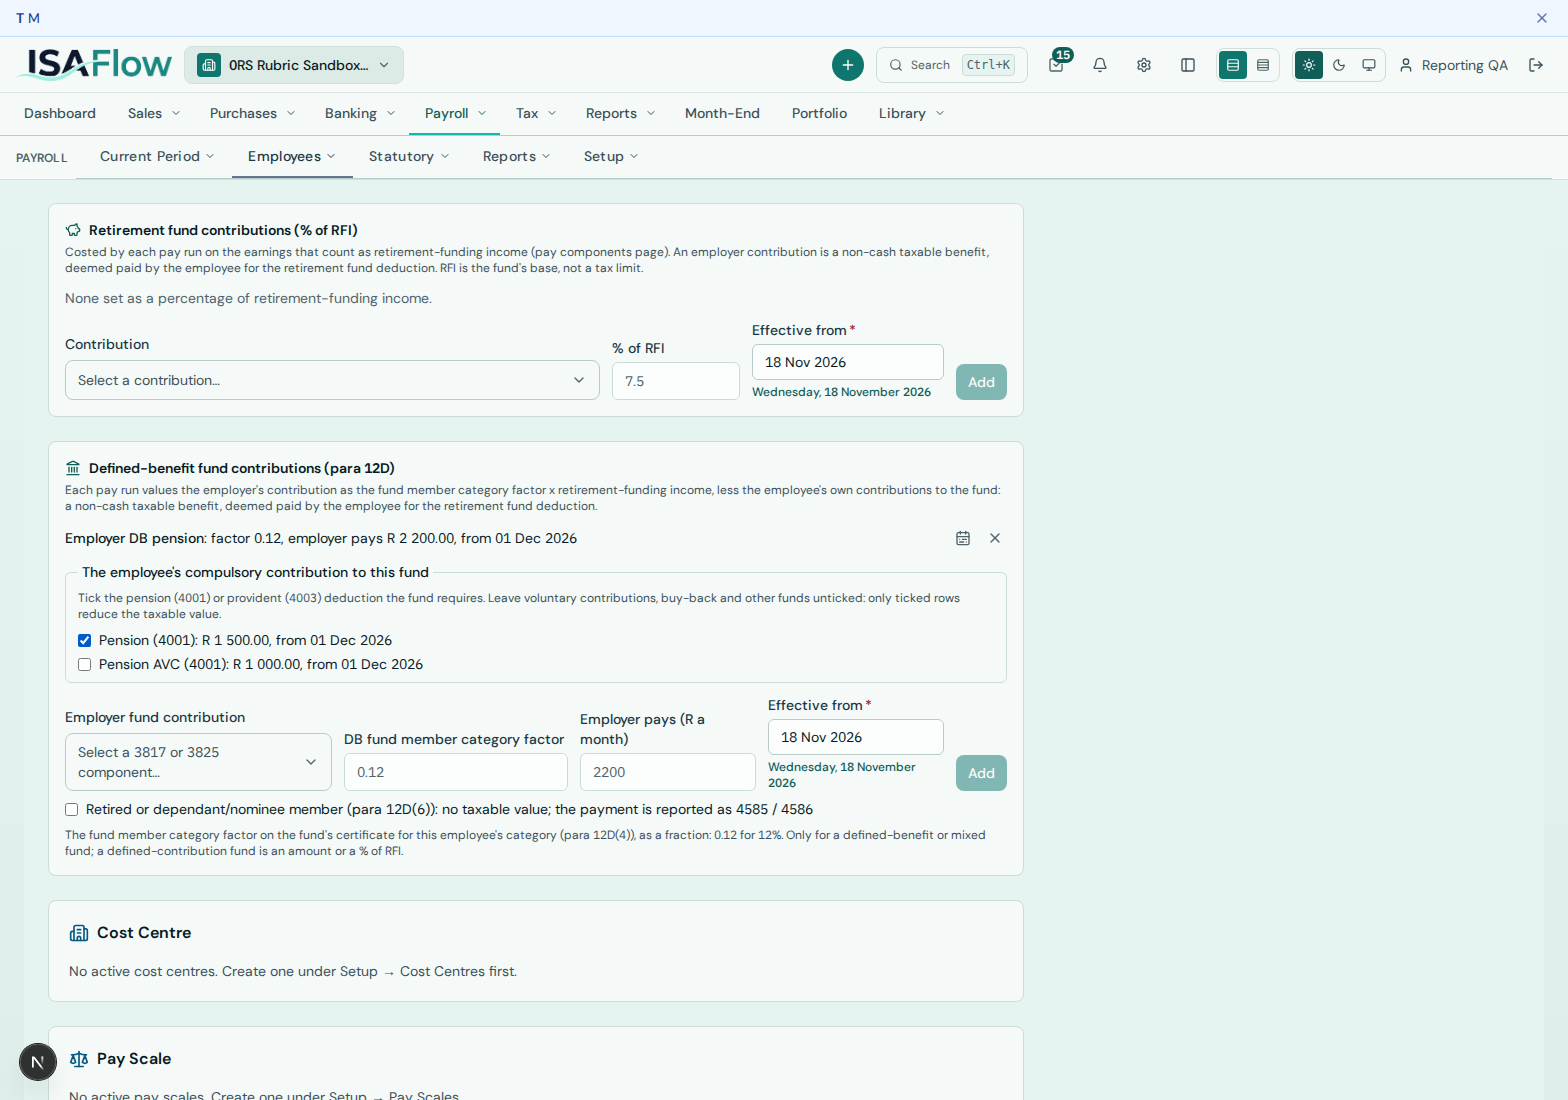 T M
ISAFlow
ORS Rubric Sandbox...
Search Ctrl+K
15
Reporting QA
Dashboard Sales Purchases Banking Payroll Tax Reports Month-End Portfolio Library
PAYROLL Current Period Employees Statutory Reports Setup
Retirement fund contributions (% of RFI)
Costed by each pay run on the earnings that count as retirement-funding income (pay components page). An employer contribution is a non-cash taxable benefit,
deemed paid by the employee for the retirement fund deduction. RFI is the fund's base, not a tax limit.
None set as a percentage of retirement-funding income.
Contribution
Select a contribution...
% of RFI
7.5
Effective from *
18 Nov 2026
Wednesday, 18 November 2026
Add
Defined-benefit fund contributions (para 12D)
Each pay run values the employer's contribution as the fund member category factor x retirement-funding income, less the employee's own contributions to the fund:
a non-cash taxable benefit, deemed paid by the employee for the retirement fund deduction.
Employer DB pension: factor 0.12, employer pays R 2 200.00, from 01 Dec 2026
The employee's compulsory contribution to this fund
Tick the pension (4001) or provident (4003) deduction the fund requires. Leave voluntary contributions, buy-back and other funds unticked: only ticked rows
reduce the taxable value.
Pension (4001): R 1 500.00, from 01 Dec 2026
Pension AVC (4001): R 1 000.00, from 01 Dec 2026
Employer fund contribution
Select a 3817 or 3825
component...
DB fund member category factor
0.12
Employer pays (R a
month)
2200
Effective from *
18 Nov 2026
Wednesday, 18 November
2026
Add
Retired or dependant/nominee member (para 12D(6)): no taxable value; the payment is reported as 4585 / 4586
The fund member category factor on the fund's certificate for this employee's category (para 12D(4)), as a fraction: 0.12 for 12%. Only for a defined-benefit or mixed
fund; a defined-contribution fund is an amount or a % of RFI.
Cost Centre
No active cost centres. Create one under Setup → Cost Centres first.
N
Pay Scale
No active pay scales. Create one under Setup → Pay Scales